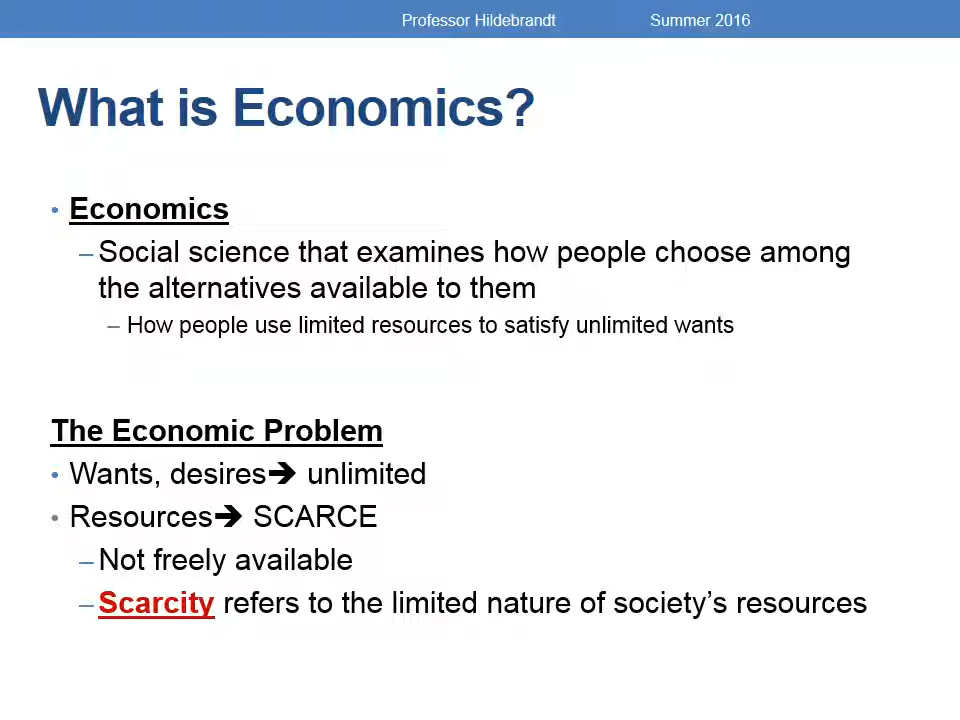 Professor Hildebrandt Summer 2016
What is Economics?
• Economics
– Social science that examines how people choose among
the alternatives available to them
– How people use limited resources to satisfy unlimited wants
The Economic Problem
• Wants, desires➔ unlimited
• Resources➔ SCARCE
– Not freely available
– Scarcity refers to the limited nature of society’s resources